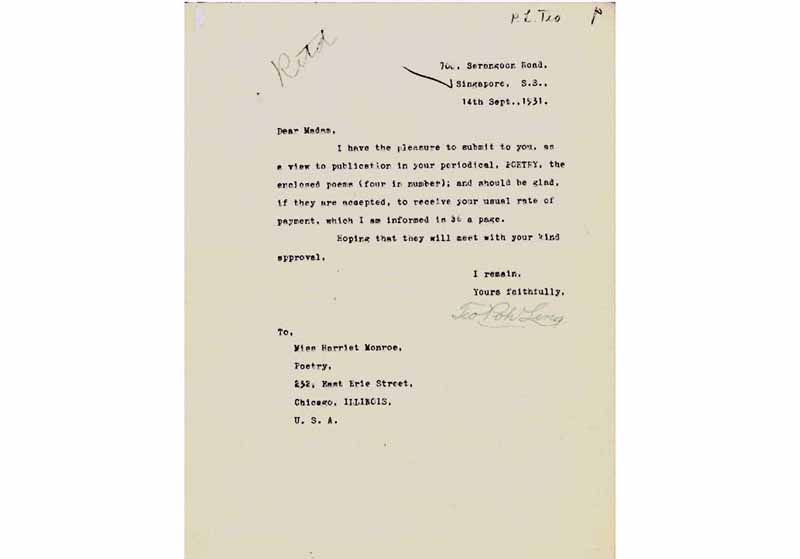 P. L. Teo
Retd
Serangoon Road,
Singapore, S.S.,
14th Sept.,1931.
Dear Madam,
I have the pleasure to submit to you, as
a view to publication in your periodical, POETRY, the
enclosed poems (four in number); and should be glad,
if they are accepted, to receive your usual rate of
payment, which I am informed is $6 a page.
Hoping that they will meet with your kind
approval,
I remain,
Yours faithfully,
Teo Poh Leng
To,
Miss Harriet Monroe,
Poetry,
232, East Erie Street,
Chicago, ILLINOIS,
U. S. A.